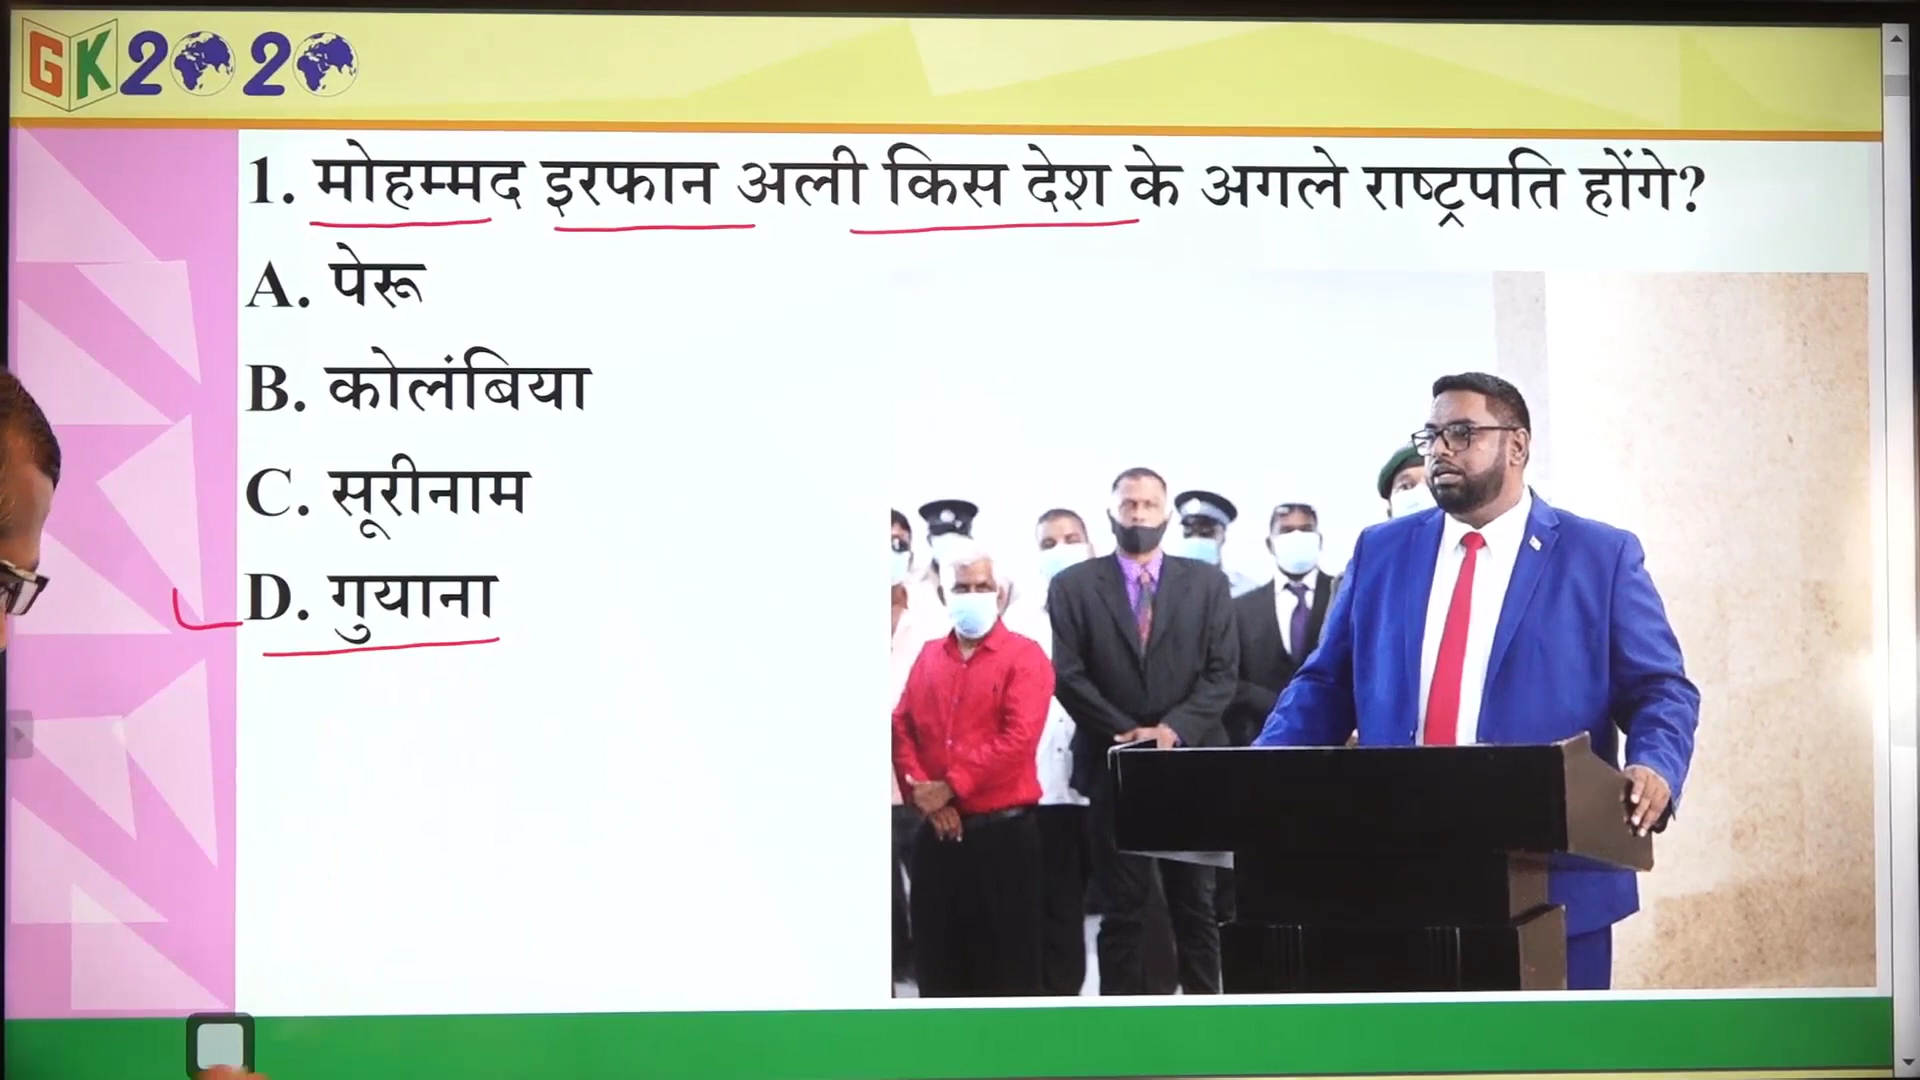 GK2020
1. मोहम्मद इरफान अली किस देश के अगले राष्ट्रपति होंगे?
A. पेरू
B. कोलंबिया
C. सूरीनाम
D. गुयाना